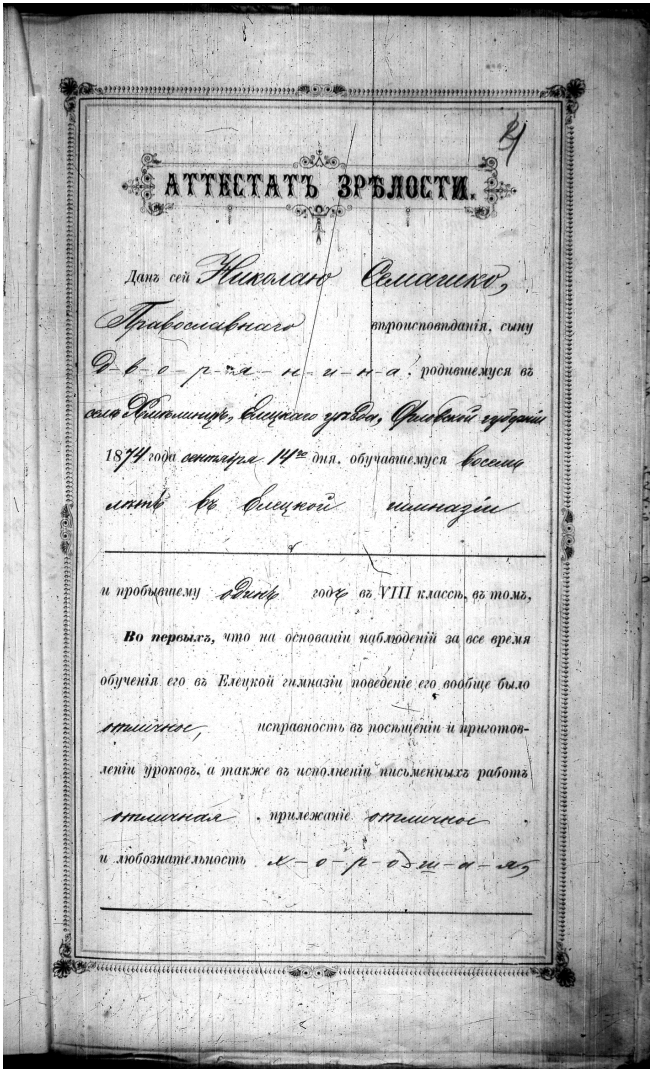 АТТЕСТАТЪ ЗРѢЛОСТИ.
Данъ сей Николаю Семашко,
Православнаго вѣроисповѣданія, сыну
д-в-о-р-я-н-и-н-а, родившемуся въ
селѣ Елецкаго уѣзда, Орловской губерніи
1874 года сентября 14го дня, обучавшемуся восемь
лѣтъ въ Елецкой гимназіи
и пробывшему одинъ годъ въ VIII классѣ, въ томъ,
Во первыхъ, что на основаніи наблюденій за все время
обученія его въ Елецкой гимназіи поведеніе его вообще было
отличное, исправность въ посѣщеніи и приготов-
леніи уроковъ, а также въ исполненіи письменныхъ работъ
отличная, прилежаніе отличное
и любознательность х-о-р-о-ш-а-я,